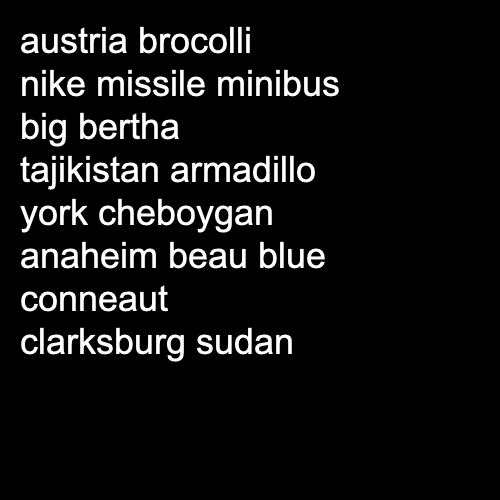 austria brocolli
nike missile minibus
big bertha
tajikistan armadillo
york cheboygan
anaheim beau blue
conneaut
clarksburg sudan